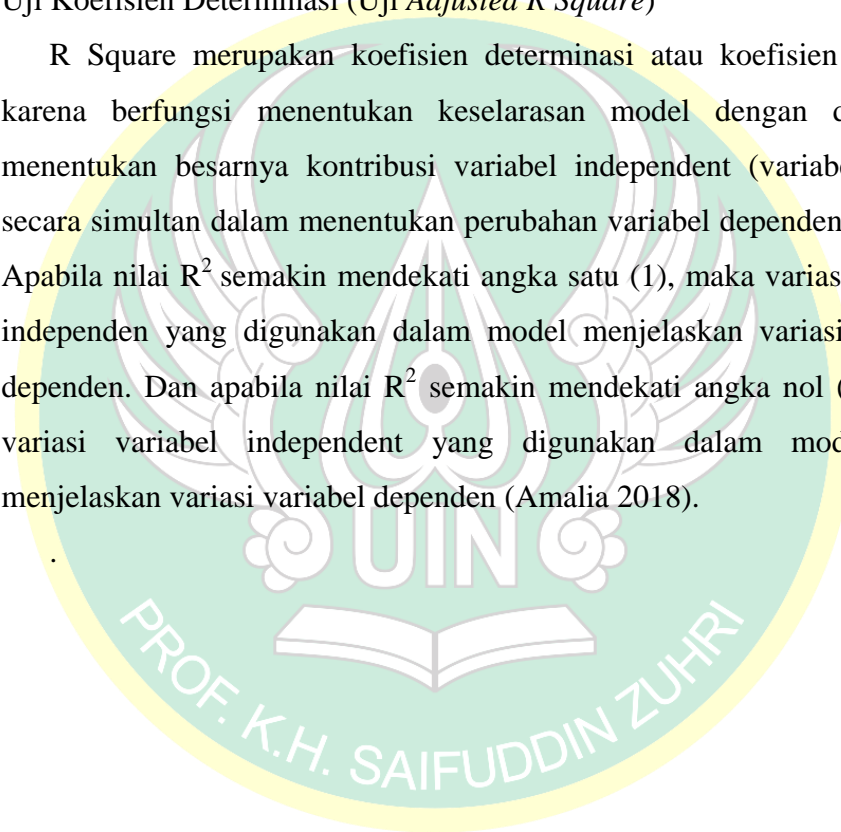 Uji Koefisien Determinasi (Uji Adjusted R Square)
R Square merupakan koefisien determinasi atau koefisien
karena berfungsi menentukan keselarasan model dengan
menentukan besarnya kontribusi variabel independent
secara simultan dalam menentukan perubahan variabel dependen
Apabila nilai R² semakin mendekati angka satu (1), maka
independen yang digunakan dalam model menjelaskan variasi
dependen. Dan apabila nilai R² semakin mendekati angka nol
variasi variabel independent yang digunakan dalam
menjelaskan variasi variabel dependen (Amalia 2018).
.
UIN
PROF. K.H. SAIFUDDIN ZUHRI